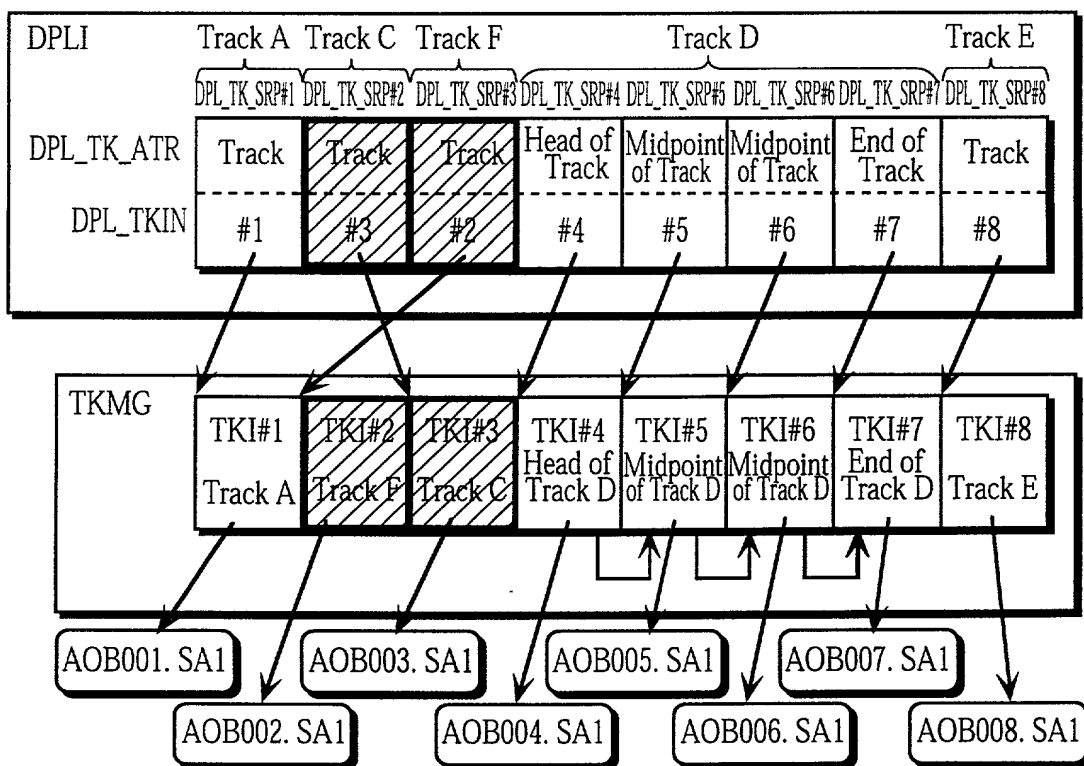 DPLI
Track A Track C Track F Track D Track E
DPL_TK_SRP#1 DPL_TK_SRP#2 DPL_TK_SRP#3 DPL_TK_SRP#4 DPL_TK_SRP#5 DPL_TK_SRP#6 DPL_TK_SRP#7 DPL_TK_SRP#8
DPL_TK_ATR
Track
Track
Track
Head of
Track
Midpoint
of Track
Midpoint
of Track
End of
Track
Track
DPL_TKIN
#1 #3 #2 #4 #5 #6 #7 #8
TKMG
TKI#1
Track A
TKI#2
Track F
TKI#3
Track C
TKI#4
Head of
Track D
TKI#5
Midpoint
of Track D
TKI#6
Midpoint
of Track D
TKI#7
End of
Track D
TKI#8
Track E
AOB001. SA1
AOB003. SA1
AOB005. SA1
AOB007. SA1
AOB002. SA1
AOB004. SA1
AOB006. SA1
AOB008. SA1